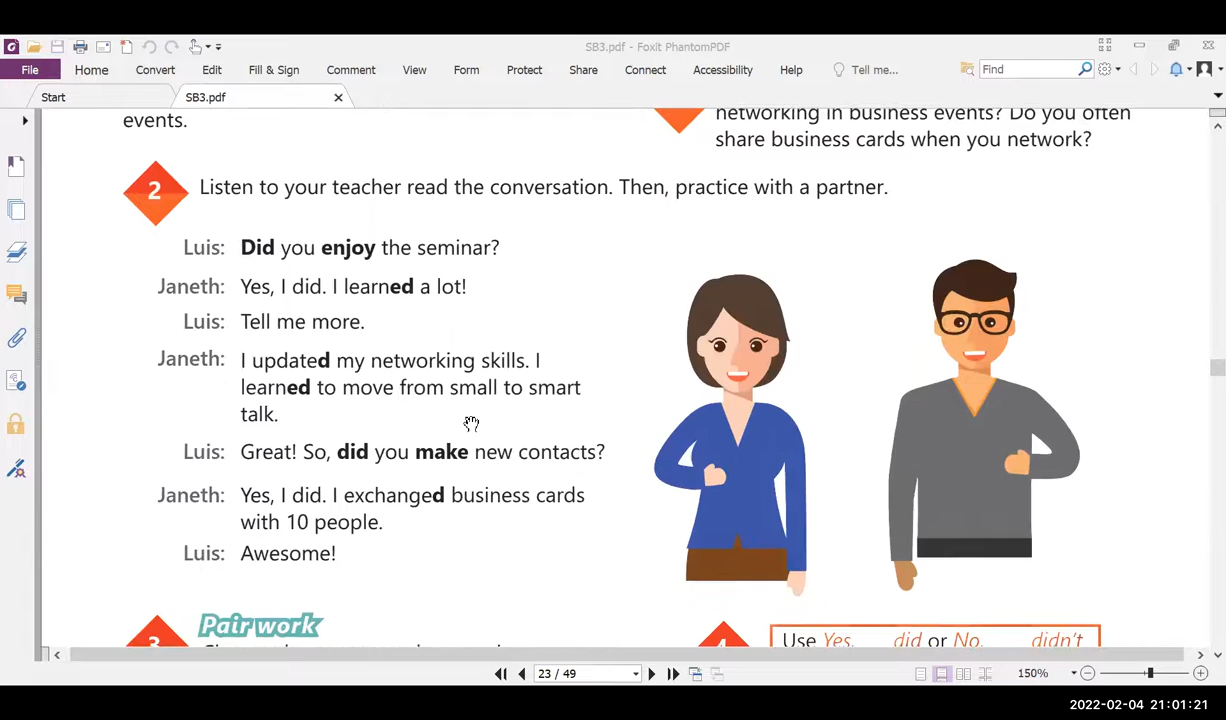 SB3.pdf - Foxit PhantomPDF
File Home Convert Edit Fill & Sign Comment View Form Protect Share Connect Accessibility Help Tell me... Find
Start SB3.pdf
events.
networking in business events? Do you often
share business cards when you network?
2 Listen to your teacher read the conversation. Then, practice with a partner.
Luis: Did you enjoy the seminar?
Janeth: Yes, I did. I learned a lot!
Luis: Tell me more.
Janeth: I updated my networking skills. I
learned to move from small to smart
talk.
Luis: Great! So, did you make new contacts?
Janeth: Yes, I did. I exchanged business cards
with 10 people.
Luis: Awesome!
3 Pair work
4 Use Yes, did or No, didn't
23 / 49 150%
2022-02-04 21:01:21